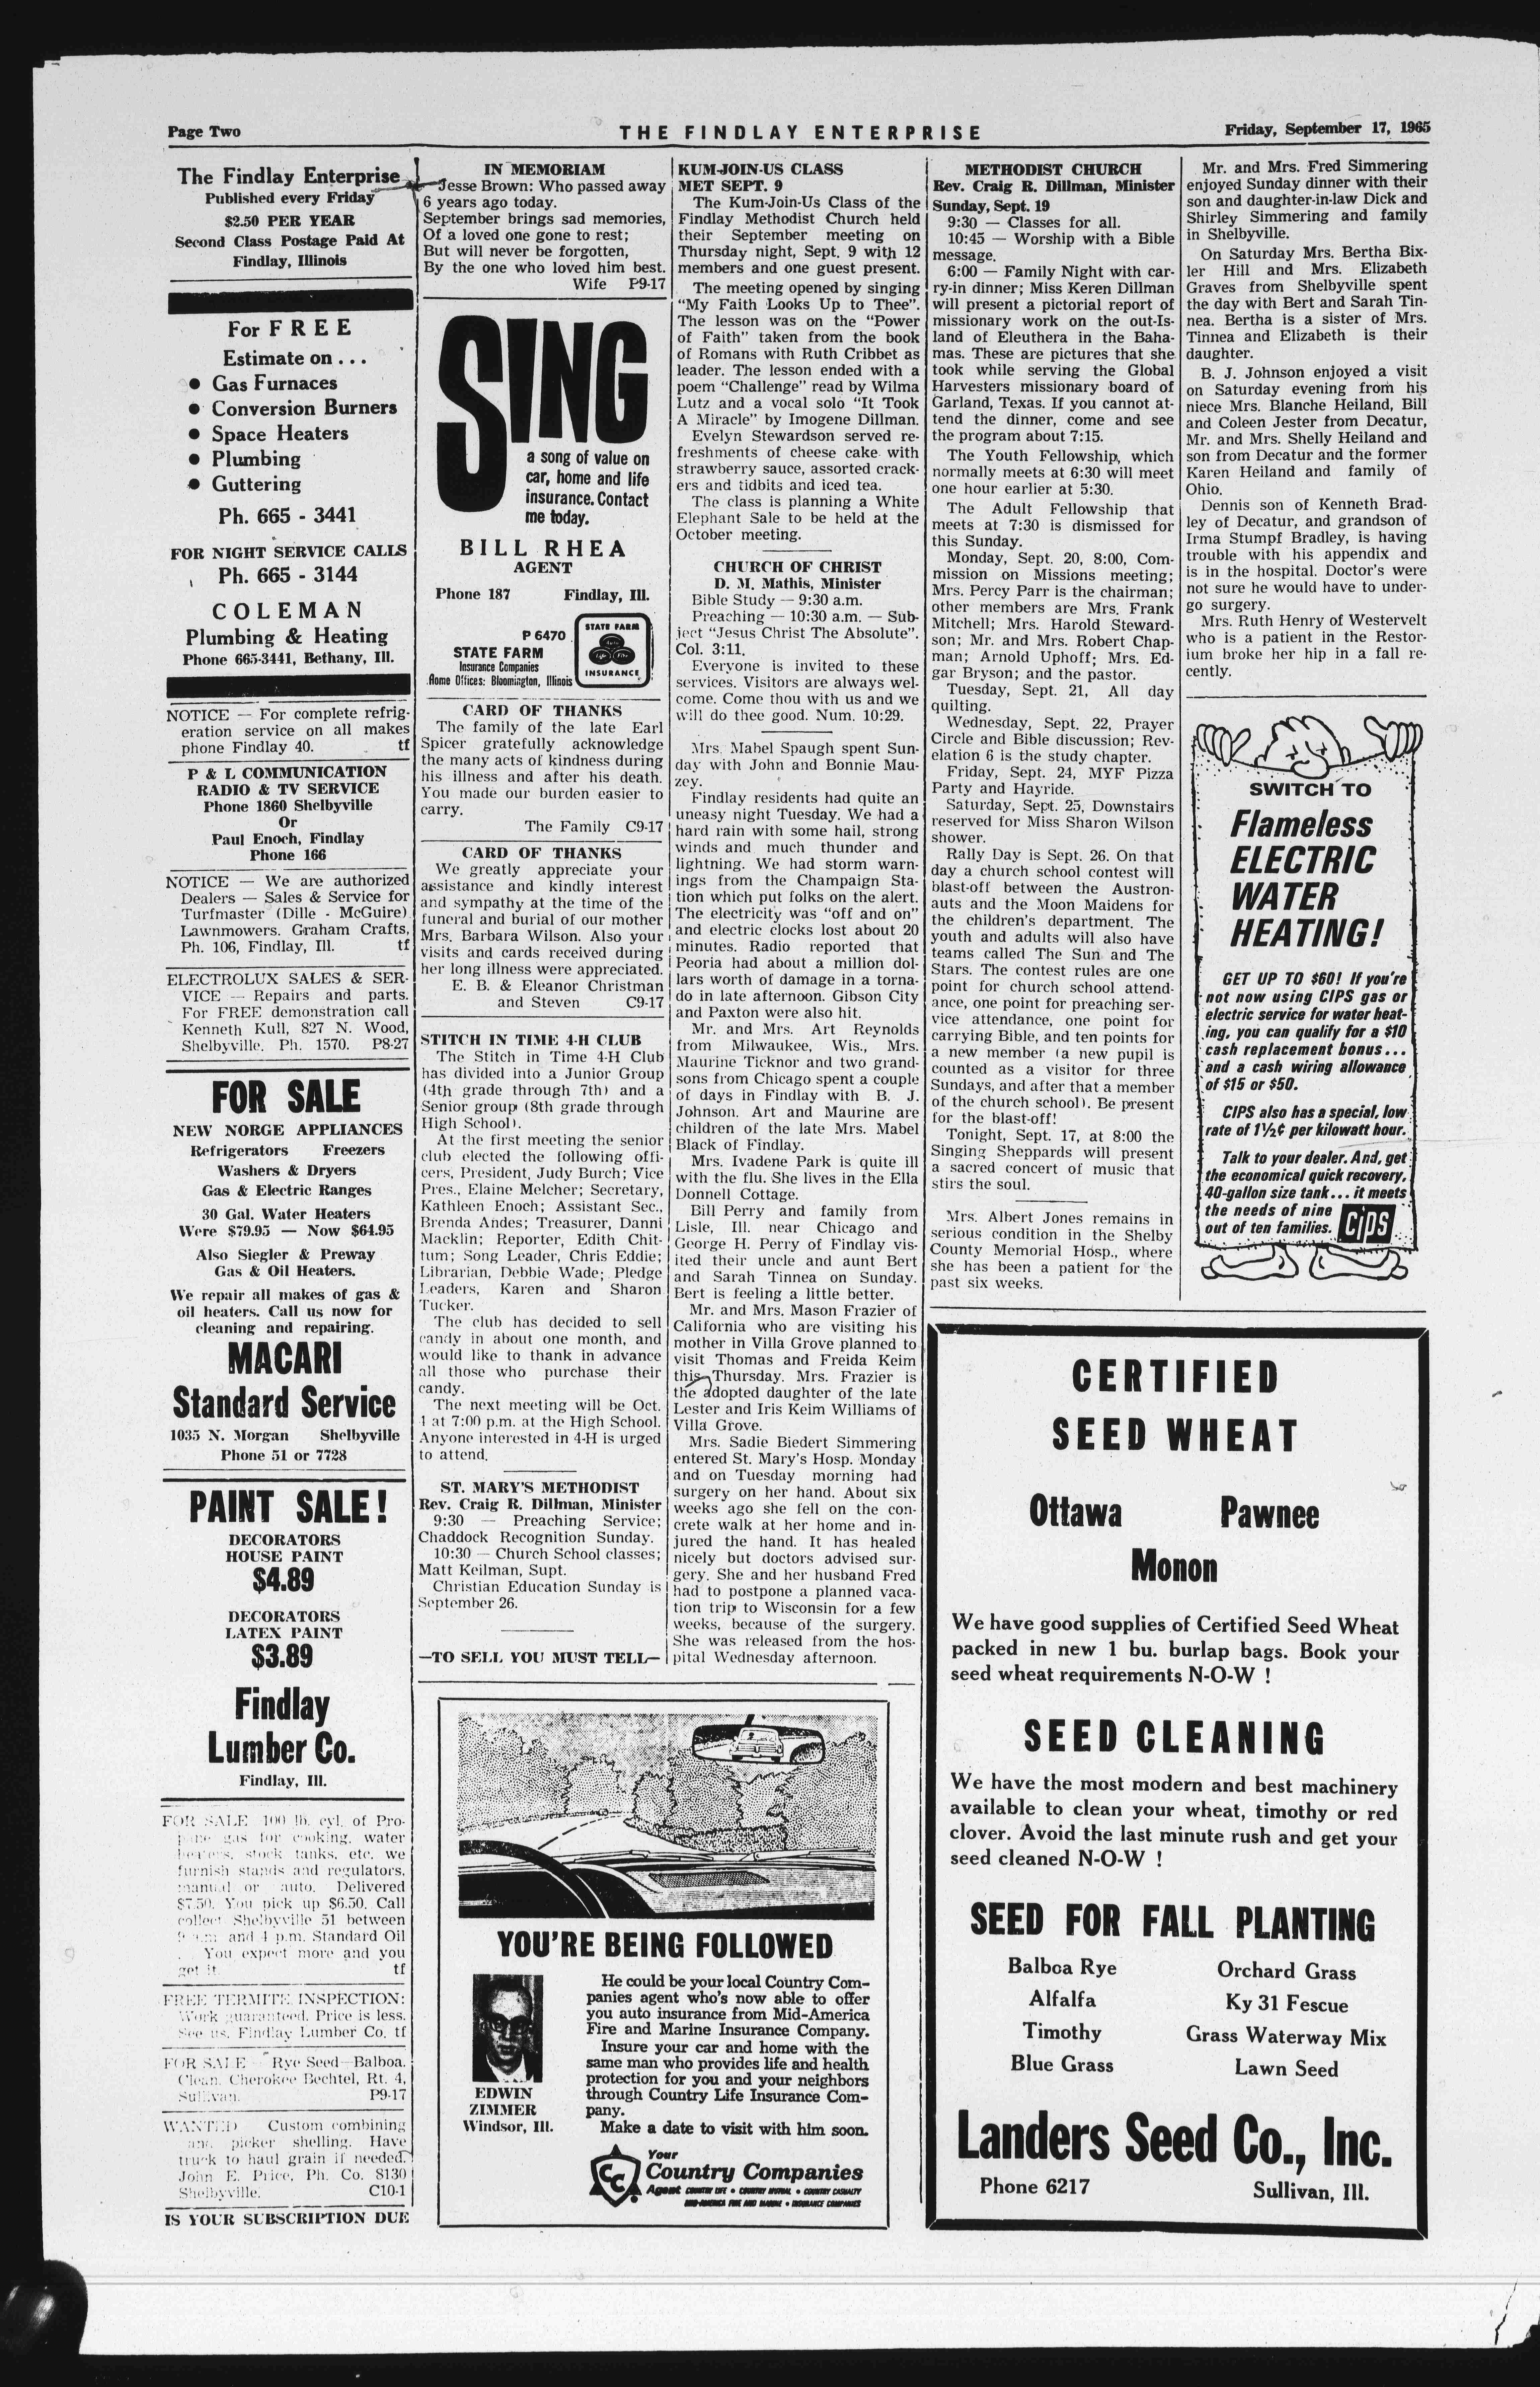 Page Two
THE FINDLAY ENTERPRISE
Friday, September 17, 1965
The Findlay Enterprise
Published every Friday
$2.50 PER YEAR
Second Class Postage Paid At
Findlay, Illinois
For FREE
Estimate on . . .
• Gas Furnaces
• Conversion Burners
• Space Heaters
• Plumbing
• Guttering
Ph. 665 - 3441
FOR NIGHT SERVICE CALLS
Ph. 665 - 3144
COLEMAN
Plumbing & Heating
Phone 665-3441, Bethany, Ill.
NOTICE — For complete refrig-
eration service on all makes
phone Findlay 40. tf
P & L COMMUNICATION
RADIO & TV SERVICE
Phone 1860 Shelbyville
Or
Paul Enoch, Findlay
Phone 166
NOTICE — We are authorized
Dealers — Sales & Service for
Turfmaster (Dille - McGuire)
Lawnmowers. Graham Crafts,
Ph. 106, Findlay, Ill. tf
ELECTROLUX SALES & SER-
VICE — Repairs and parts.
For FREE demonstration call
Kenneth Kull, 827 N. Wood,
Shelbyville. Ph. 1570. P8-27
FOR SALE
NEW NORGE APPLIANCES
Refrigerators Freezers
Washers & Dryers
Gas & Electric Ranges
30 Gal. Water Heaters
Were $79.95 — Now $64.95
Also Siegler & Preway
Gas & Oil Heaters.
We repair all makes of gas &
oil heaters. Call us now for
cleaning and repairing.
MACARI
Standard Service
1035 N. Morgan Shelbyville
Phone 51 or 7728
PAINT SALE!
DECORATORS
HOUSE PAINT
$4.89
DECORATORS
LATEX PAINT
$3.89
Findlay
Lumber Co.
Findlay, Ill.
FOR SALE 100 lb. cyl. of Pro-
pane gas for cooking, water
heaters, stock tanks, etc. we
furnish stands and regulators,
manual or auto. Delivered
$7.50. You pick up $6.50. Call
collect Shelbyville 51 between
9 a.m. and 4 p.m. Standard Oil
You expect more and you
get it. tf
FREE TERMITE INSPECTION:
Work guaranteed. Price is less.
See us. Findlay Lumber Co. tf
FOR SALE — Rye Seed—Balboa.
Clean. Cherokee Bechtel, Rt. 4,
Sullivan. P9-17
WANTED Custom combining
and picker shelling. Have
truck to haul grain if needed.
John E. Price, Ph. Co. 8130
Shelbyville. C10-1
IS YOUR SUBSCRIPTION DUE
IN MEMORIAM
Jesse Brown: Who passed away
6 years ago today.
September brings sad memories,
Of a loved one gone to rest;
But will never be forgotten,
By the one who loved him best.
Wife P9-17
SING
a song of value on
car, home and life
insurance. Contact
me today.
BILL RHEA
AGENT
Phone 187 Findlay, Ill.
P 6470
STATE FARM
Insurance Companies
Home Offices: Bloomington, Illinois
STATE FARM
INSURANCE
CARD OF THANKS
The family of the late Earl
Spicer gratefully acknowledge
the many acts of kindness during
his illness and after his death.
You made our burden easier to
carry.
The Family C9-17
CARD OF THANKS
We greatly appreciate your
assistance and kindly interest
and sympathy at the time of the
funeral and burial of our mother
Mrs. Barbara Wilson. Also your
visits and cards received during
her long illness were appreciated.
E. B. & Eleanor Christman
and Steven C9-17
STITCH IN TIME 4-H CLUB
The Stitch in Time 4-H Club
has divided into a Junior Group
(4th grade through 7th) and a
Senior group (8th grade through
High School).
At the first meeting the senior
club elected the following offi-
cers, President, Judy Burch; Vice
Pres., Elaine Melcher; Secretary,
Kathleen Enoch; Assistant Sec.,
Brenda Andes; Treasurer, Danni
Macklin; Reporter, Edith Chit-
tum; Song Leader, Chris Eddie;
Librarian, Debbie Wade; Pledge
Leaders, Karen and Sharon
Tucker.
The club has decided to sell
candy in about one month, and
would like to thank in advance
all those who purchase their
candy.
The next meeting will be Oct.
1 at 7:00 p.m. at the High School.
Anyone interested in 4-H is urged
to attend.
ST. MARY'S METHODIST
Rev. Craig R. Dillman, Minister
9:30 — Preaching Service;
Chaddock Recognition Sunday.
10:30 — Church School classes;
Matt Keilman, Supt.
Christian Education Sunday is
September 26.
—TO SELL YOU MUST TELL—
KUM-JOIN-US CLASS
MET SEPT. 9
The Kum-Join-Us Class of the
Findlay Methodist Church held
their September meeting on
Thursday night, Sept. 9 with 12
members and one guest present.
The meeting opened by singing
"My Faith Looks Up to Thee".
The lesson was on the "Power
of Faith" taken from the book
of Romans with Ruth Cribbet as
leader. The lesson ended with a
poem "Challenge" read by Wilma
Lutz and a vocal solo "It Took
A Miracle" by Imogene Dillman.
Evelyn Stewardson served re-
freshments of cheese cake with
strawberry sauce, assorted crack-
ers and tidbits and iced tea.
The class is planning a White
Elephant Sale to be held at the
October meeting.
CHURCH OF CHRIST
D. M. Mathis, Minister
Bible Study — 9:30 a.m.
Preaching — 10:30 a.m. — Sub-
ject "Jesus Christ The Absolute".
Col. 3:11.
Everyone is invited to these
services. Visitors are always wel-
come. Come thou with us and we
will do thee good. Num. 10:29.
Mrs. Mabel Spaugh spent Sun-
day with John and Bonnie Mau-
zey.
Findlay residents had quite an
uneasy night Tuesday. We had a
hard rain with some hail, strong
winds and much thunder and
lightning. We had storm warn-
ings from the Champaign Sta-
tion which put folks on the alert.
The electricity was "off and on"
and electric clocks lost about 20
minutes. Radio reported that
Peoria had about a million dol-
lars worth of damage in a torna-
do in late afternoon. Gibson City
and Paxton were also hit.
Mr. and Mrs. Art Reynolds
from Milwaukee, Wis., Mrs.
Maurine Ticknor and two grand-
sons from Chicago spent a couple
of days in Findlay with B. J.
Johnson. Art and Maurine are
children of the late Mrs. Mabel
Black of Findlay.
Mrs. Ivadene Park is quite ill
with the flu. She lives in the Ella
Donnell Cottage.
Bill Perry and family from
Lisle, Ill. near Chicago and
George H. Perry of Findlay vis-
ited their uncle and aunt Bert
and Sarah Tinnea on Sunday.
Bert is feeling a little better.
Mr. and Mrs. Mason Frazier of
California who are visiting his
mother in Villa Grove planned to
visit Thomas and Freida Keim
this Thursday. Mrs. Frazier is
the adopted daughter of the late
Lester and Iris Keim Williams of
Villa Grove.
Mrs. Sadie Biedert Simmering
entered St. Mary's Hosp. Monday
and on Tuesday morning had
surgery on her hand. About six
weeks ago she fell on the con-
crete walk at her home and in-
jured the hand. It has healed
nicely but doctors advised sur-
gery. She and her husband Fred
had to postpone a planned vaca-
tion trip to Wisconsin for a few
weeks, because of the surgery.
She was released from the hos-
pital Wednesday afternoon.
YOU'RE BEING FOLLOWED
He could be your local Country Com-
panies agent who's now able to offer
you auto insurance from Mid-America
Fire and Marine Insurance Company.
Insure your car and home with the
same man who provides life and health
protection for you and your neighbors
through Country Life Insurance Com-
pany.
Make a date to visit with him soon.
EDWIN
ZIMMER
Windsor, Ill.
CC
Your
Country Companies
Agent COUNTRY LIFE • COUNTRY MUTUAL • COUNTRY CASUALTY
MID-AMERICA FIRE AND MARINE • INSURANCE COMPANIES
METHODIST CHURCH
Rev. Craig R. Dillman, Minister
Sunday, Sept. 19
9:30 — Classes for all.
10:45 — Worship with a Bible
message.
6:00 — Family Night with car-
ry-in dinner; Miss Keren Dillman
will present a pictorial report of
missionary work on the out-Is-
land of Eleuthera in the Baha-
mas. These are pictures that she
took while serving the Global
Harvesters missionary board of
Garland, Texas. If you cannot at-
tend the dinner, come and see
the program about 7:15.
The Youth Fellowship, which
normally meets at 6:30 will meet
one hour earlier at 5:30.
The Adult Fellowship that
meets at 7:30 is dismissed for
this Sunday.
Monday, Sept. 20, 8:00, Com-
mission on Missions meeting;
Mrs. Percy Parr is the chairman;
other members are Mrs. Frank
Mitchell; Mrs. Harold Steward-
son; Mr. and Mrs. Robert Chap-
man; Arnold Uphoff; Mrs. Ed-
gar Bryson; and the pastor.
Tuesday, Sept. 21, All day
quilting.
Wednesday, Sept. 22, Prayer
Circle and Bible discussion; Rev-
elation 6 is the study chapter.
Friday, Sept. 24, MYF Pizza
Party and Hayride.
Saturday, Sept. 25, Downstairs
reserved for Miss Sharon Wilson
shower.
Rally Day is Sept. 26. On that
day a church school contest will
blast-off between the Austron-
auts and the Moon Maidens for
the children's department. The
youth and adults will also have
teams called The Sun and The
Stars. The contest rules are one
point for church school attend-
ance, one point for preaching ser-
vice attendance, one point for
carrying Bible, and ten points for
a new member (a new pupil is
counted as a visitor for three
Sundays, and after that a member
of the church school). Be present
for the blast-off!
Tonight, Sept. 17, at 8:00 the
Singing Sheppards will present
a sacred concert of music that
stirs the soul.
Mrs. Albert Jones remains in
serious condition in the Shelby
County Memorial Hosp., where
she has been a patient for the
past six weeks.
Mr. and Mrs. Fred Simmering
enjoyed Sunday dinner with their
son and daughter-in-law Dick and
Shirley Simmering and family
in Shelbyville.
On Saturday Mrs. Bertha Bix-
ler Hill and Mrs. Elizabeth
Graves from Shelbyville spent
the day with Bert and Sarah Tin-
nea. Bertha is a sister of Mrs.
Tinnea and Elizabeth is their
daughter.
B. J. Johnson enjoyed a visit
on Saturday evening from his
niece Mrs. Blanche Heiland, Bill
and Coleen Jester from Decatur,
Mr. and Mrs. Shelly Heiland and
son from Decatur and the former
Karen Heiland and family of
Ohio.
Dennis son of Kenneth Brad-
ley of Decatur, and grandson of
Irma Stumpf Bradley, is having
trouble with his appendix and
is in the hospital. Doctor's were
not sure he would have to under-
go surgery.
Mrs. Ruth Henry of Westervelt
who is a patient in the Restor-
ium broke her hip in a fall re-
cently.
SWITCH TO
Flameless
ELECTRIC
WATER
HEATING!
GET UP TO $60! If you're
not now using CIPS gas or
electric service for water heat-
ing, you can qualify for a $10
cash replacement bonus...
and a cash wiring allowance
of $15 or $50.
CIPS also has a special, low
rate of 1½¢ per kilowatt hour.
Talk to your dealer. And, get
the economical quick recovery,
40-gallon size tank... it meets
the needs of nine
out of ten families.
CIPS
CERTIFIED
SEED WHEAT
Ottawa Pawnee
Monon
We have good supplies of Certified Seed Wheat
packed in new 1 bu. burlap bags. Book your
seed wheat requirements N-O-W !
SEED CLEANING
We have the most modern and best machinery
available to clean your wheat, timothy or red
clover. Avoid the last minute rush and get your
seed cleaned N-O-W !
SEED FOR FALL PLANTING
Balboa Rye Orchard Grass
Alfalfa Ky 31 Fescue
Timothy Grass Waterway Mix
Blue Grass Lawn Seed
Landers Seed Co., Inc.
Phone 6217 Sullivan, Ill.